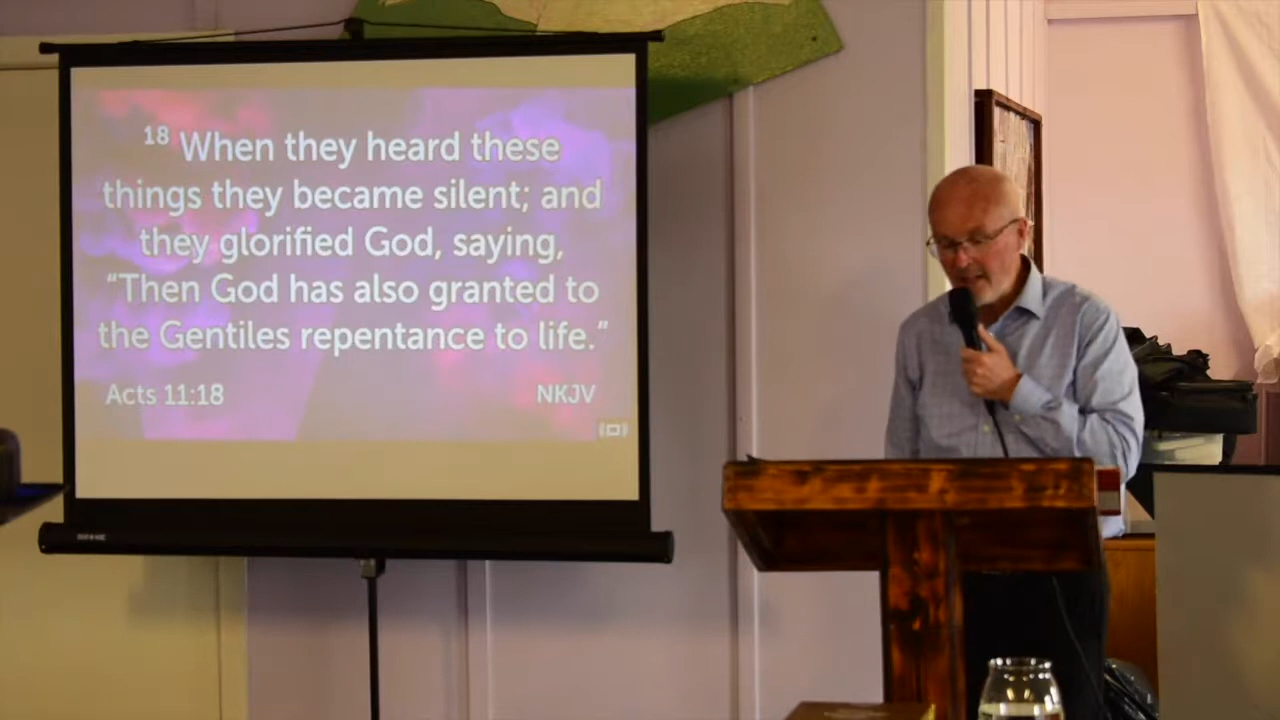 18 When they heard these
things they became silent; and
they glorified God, saying,
“Then God has also granted to
the Gentiles repentance to life.”
Acts 11:18 NKJV